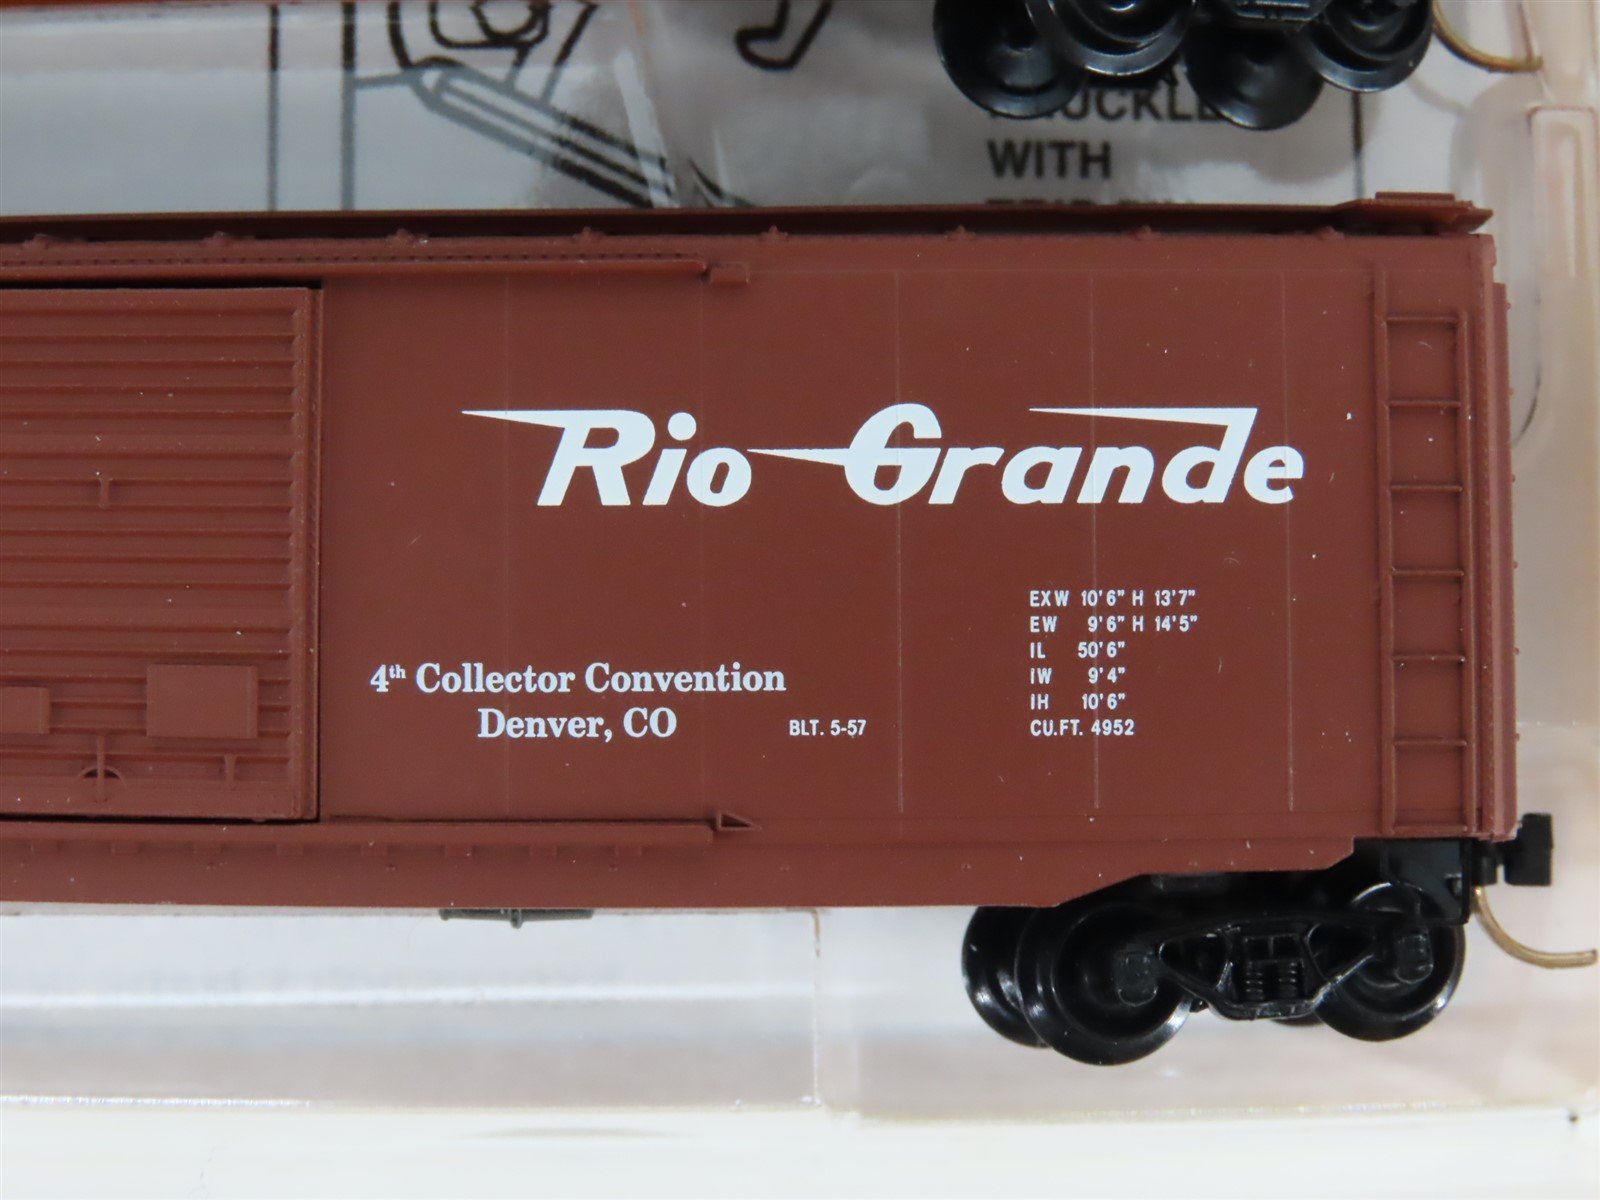 WITH
Rio Grande
EXW 10'6" H 13'7"
EW 9'6" H 14'5"
IL 50'6"
IW 9'4"
IH 10'6"
CU.FT. 4952
4th Collector Convention
Denver, CO
BLT. 5-57